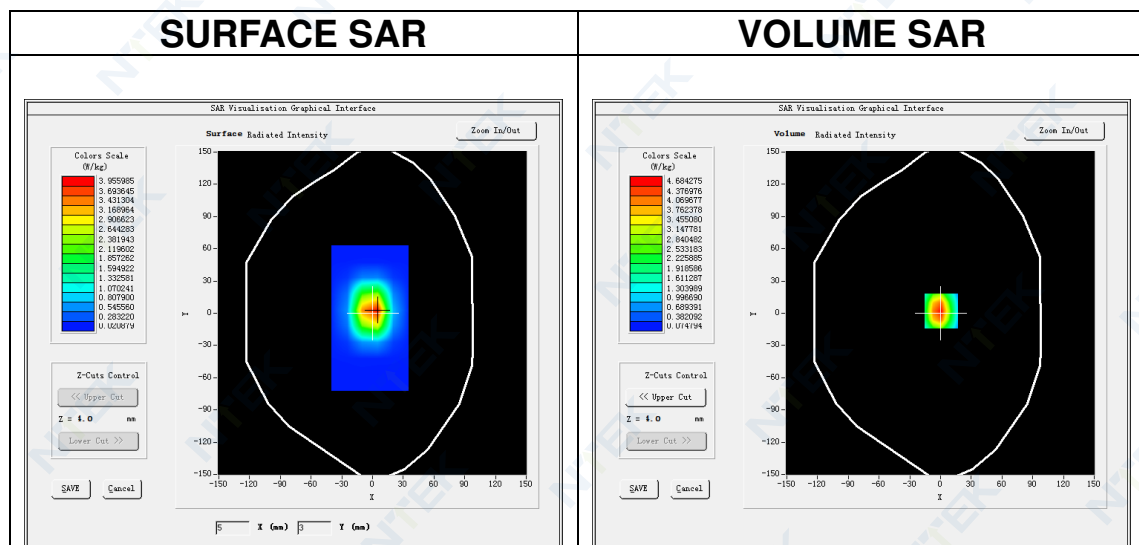 SURFACE SAR
SAR Visualisation Graphical Interface
Surface Radiated Intensity
Zoom In/Out
Colors Scale
(W/kg)
3.955985
3.693645
3.431304
3.168964
2.906623
2.644283
2.381943
2.119602
1.857262
1.594922
1.332581
1.070241
0.807900
0.545560
0.283220
0.020879
Z-Cuts Control
<< Upper Cut
Z = 4.0 mm
Lower Cut >>
SAVE
Cancel
Y
150
120
90
60
30
0
-30
-60
-90
-120
-150
-150 -120 -90 -60 -30 0 30 60 90 120 150
X
5 X (mm) 3 Y (mm)
VOLUME SAR
SAR Visualisation Graphical Interface
Volume Radiated Intensity
Zoom In/Out
Colors Scale
(W/kg)
4.684275
4.376976
4.069677
3.762378
3.455080
3.147781
2.840482
2.533183
2.225885
1.918586
1.611287
1.303989
0.996690
0.689391
0.382092
0.074794
Z-Cuts Control
<< Upper Cut
Z = 4.0 mm
Lower Cut >>
SAVE
Cancel
Y
150
120
90
60
30
0
-30
-60
-90
-120
-150
-150 -120 -90 -60 -30 0 30 60 90 120 150
X
NTEK